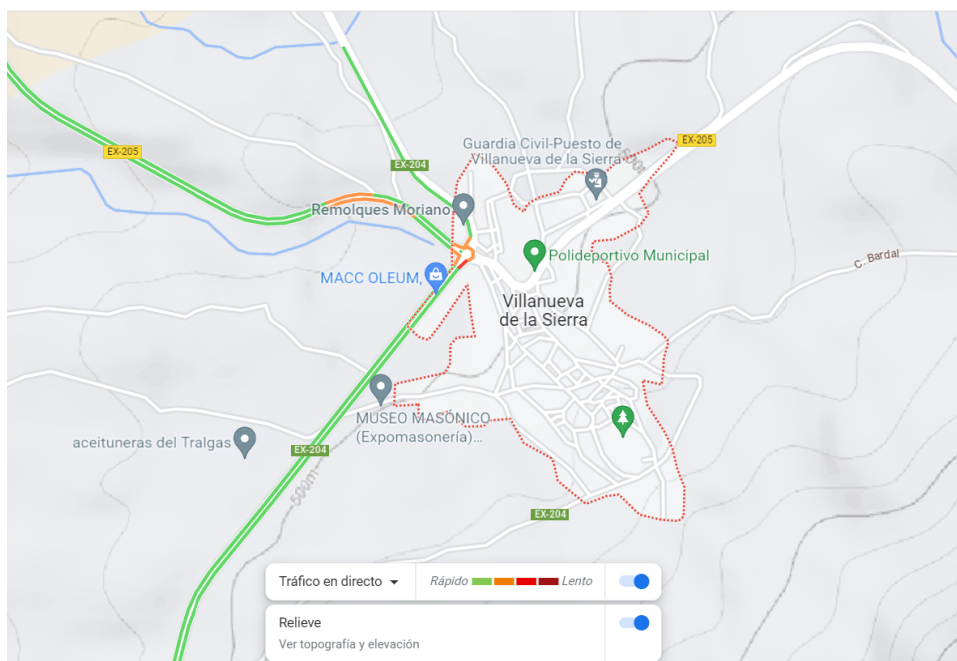 EX-205
EX-204
Guardia Civil-Puesto de
Villanueva de la Sierra
EX-205
Remolques Moriano
Polideportivo Municipal
C. Bardal
MACC OLEUM,
Villanueva
de la Sierra
MUSEO MASÓNICO
(Expomasonería)...
aceituneras del Tralgas
EX-204
500m
EX-204
Tráfico en directo
Rápido
Lento
Relieve
Ver topografía y elevación